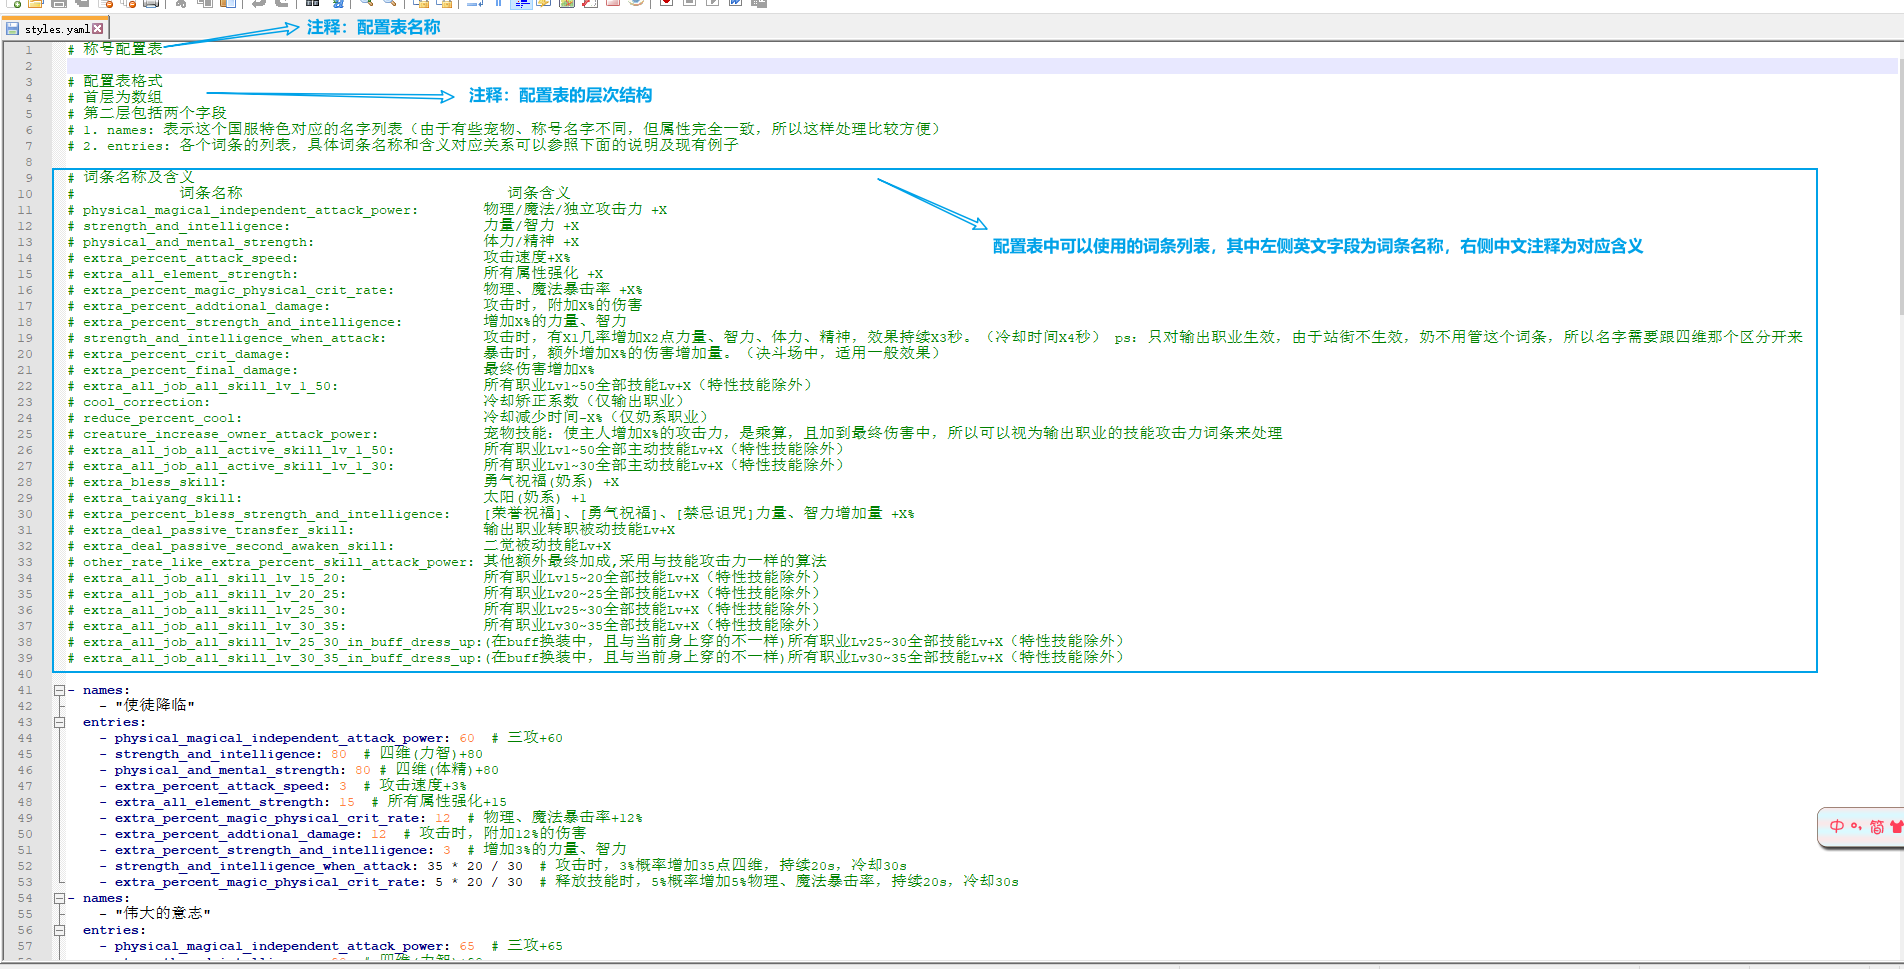 styles.yaml
注释：配置表名称
1 # 称号配置表
2
3 # 配置表格式
4 # 首层为数组
注释：配置表的层次结构
5 # 第二层包括两个字段
6 # 1. names: 表示这个国服特色对应的名字列表（由于有些宠物、称号名字不同，但属性完全一致，所以这样处理比较方便）
7 # 2. entries: 各个词条的列表，具体词条名称和含义对应关系可以参照下面的说明及现有例子
8
9 # 词条名称及含义
10 # 词条名称 词条含义
11 # physical_magical_independent_attack_power: 物理/魔法/独立攻击力 +X
12 # strength_and_intelligence: 力量/智力 +X
13 # physical_and_mental_strength: 体力/精神 +X
配置表中可以使用的词条列表，其中左侧英文字段为词条名称，右侧中文注释为对应含义
14 # extra_percent_attack_speed: 攻击速度+X%
15 # extra_all_element_strength: 所有属性强化 +X
16 # extra_percent_magic_physical_crit_rate: 物理、魔法暴击率 +X%
17 # extra_percent_addtional_damage: 攻击时，附加X%的伤害
18 # extra_percent_strength_and_intelligence: 增加X%的力量、智力
19 # strength_and_intelligence_when_attack: 攻击时，有X1几率增加X2点力量、智力、体力、精神，效果持续X3秒。（冷却时间X4秒） ps: 只对输出职业生效，由于站街不生效，奶不用管这个词条，所以名字需要跟四维那个区分开来
20 # extra_percent_crit_damage: 暴击时，额外增加X%的伤害增加量。（决斗场中，适用一般效果）
21 # extra_percent_final_damage: 最终伤害增加X%
22 # extra_all_job_all_skill_lv_1_50: 所有职业Lv1~50全部技能Lv+X（特性技能除外）
23 # cool_correction: 冷却矫正系数（仅输出职业）
24 # reduce_percent_cool: 冷却减少时间-X%（仅奶系职业）
25 # creature_increase_owner_attack_power: 宠物技能：使主人增加X%的攻击力，是乘算，且加到最终伤害中，所以可以视为输出职业的技能攻击力词条来处理
26 # extra_all_job_all_active_skill_lv_1_50: 所有职业Lv1~50全部主动技能Lv+X（特性技能除外）
27 # extra_all_job_all_active_skill_lv_1_30: 所有职业Lv1~30全部主动技能Lv+X（特性技能除外）
28 # extra_bless_skill: 勇气祝福(奶系) +X
29 # extra_taiyang_skill: 太阳(奶系) +1
30 # extra_percent_bless_strength_and_intelligence: [荣誉祝福]、[勇气祝福]、[禁忌诅咒]力量、智力增加量 +X%
31 # extra_deal_passive_transfer_skill: 输出职业转职被动技能Lv+X
32 # extra_deal_passive_second_awaken_skill: 二觉被动技能Lv+X
33 # other_rate_like_extra_percent_skill_attack_power: 其他额外最终加成,采用与技能攻击力一样的算法
34 # extra_all_job_all_skill_lv_15_20: 所有职业Lv15~20全部技能Lv+X（特性技能除外）
35 # extra_all_job_all_skill_lv_20_25: 所有职业Lv20~25全部技能Lv+X（特性技能除外）
36 # extra_all_job_all_skill_lv_25_30: 所有职业Lv25~30全部技能Lv+X（特性技能除外）
37 # extra_all_job_all_skill_lv_30_35: 所有职业Lv30~35全部技能Lv+X（特性技能除外）
38 # extra_all_job_all_skill_lv_25_30_in_buff_dress_up:(在buff换装中，且与当前身上穿的不一样)所有职业Lv25~30全部技能Lv+X（特性技能除外）
39 # extra_all_job_all_skill_lv_30_35_in_buff_dress_up:(在buff换装中，且与当前身上穿的不一样)所有职业Lv30~35全部技能Lv+X（特性技能除外）
40
41 - names:
42 - "使徒降临"
43 entries:
44 - physical_magical_independent_attack_power: 60 # 三攻+60
45 - strength_and_intelligence: 80 # 四维(力智)+80
46 - physical_and_mental_strength: 80 # 四维(体精)+80
47 - extra_percent_attack_speed: 3 # 攻击速度+3%
48 - extra_all_element_strength: 15 # 所有属性强化+15
49 - extra_percent_magic_physical_crit_rate: 12 # 物理、魔法暴击率+12%
50 - extra_percent_addtional_damage: 12 # 攻击时，附加12%的伤害
51 - extra_percent_strength_and_intelligence: 3 # 增加3%的力量、智力
52 - strength_and_intelligence_when_attack: 35 * 20 / 30 # 攻击时，3%概率增加35点四维，持续20s，冷却30s
53 - extra_percent_magic_physical_crit_rate: 5 * 20 / 30 # 释放技能时，5%概率增加5%物理、魔法暴击率，持续20s，冷却30s
54 - names:
55 - "伟大的意志"
56 entries:
57 - physical_magical_independent_attack_power: 65 # 三攻+65
中 简